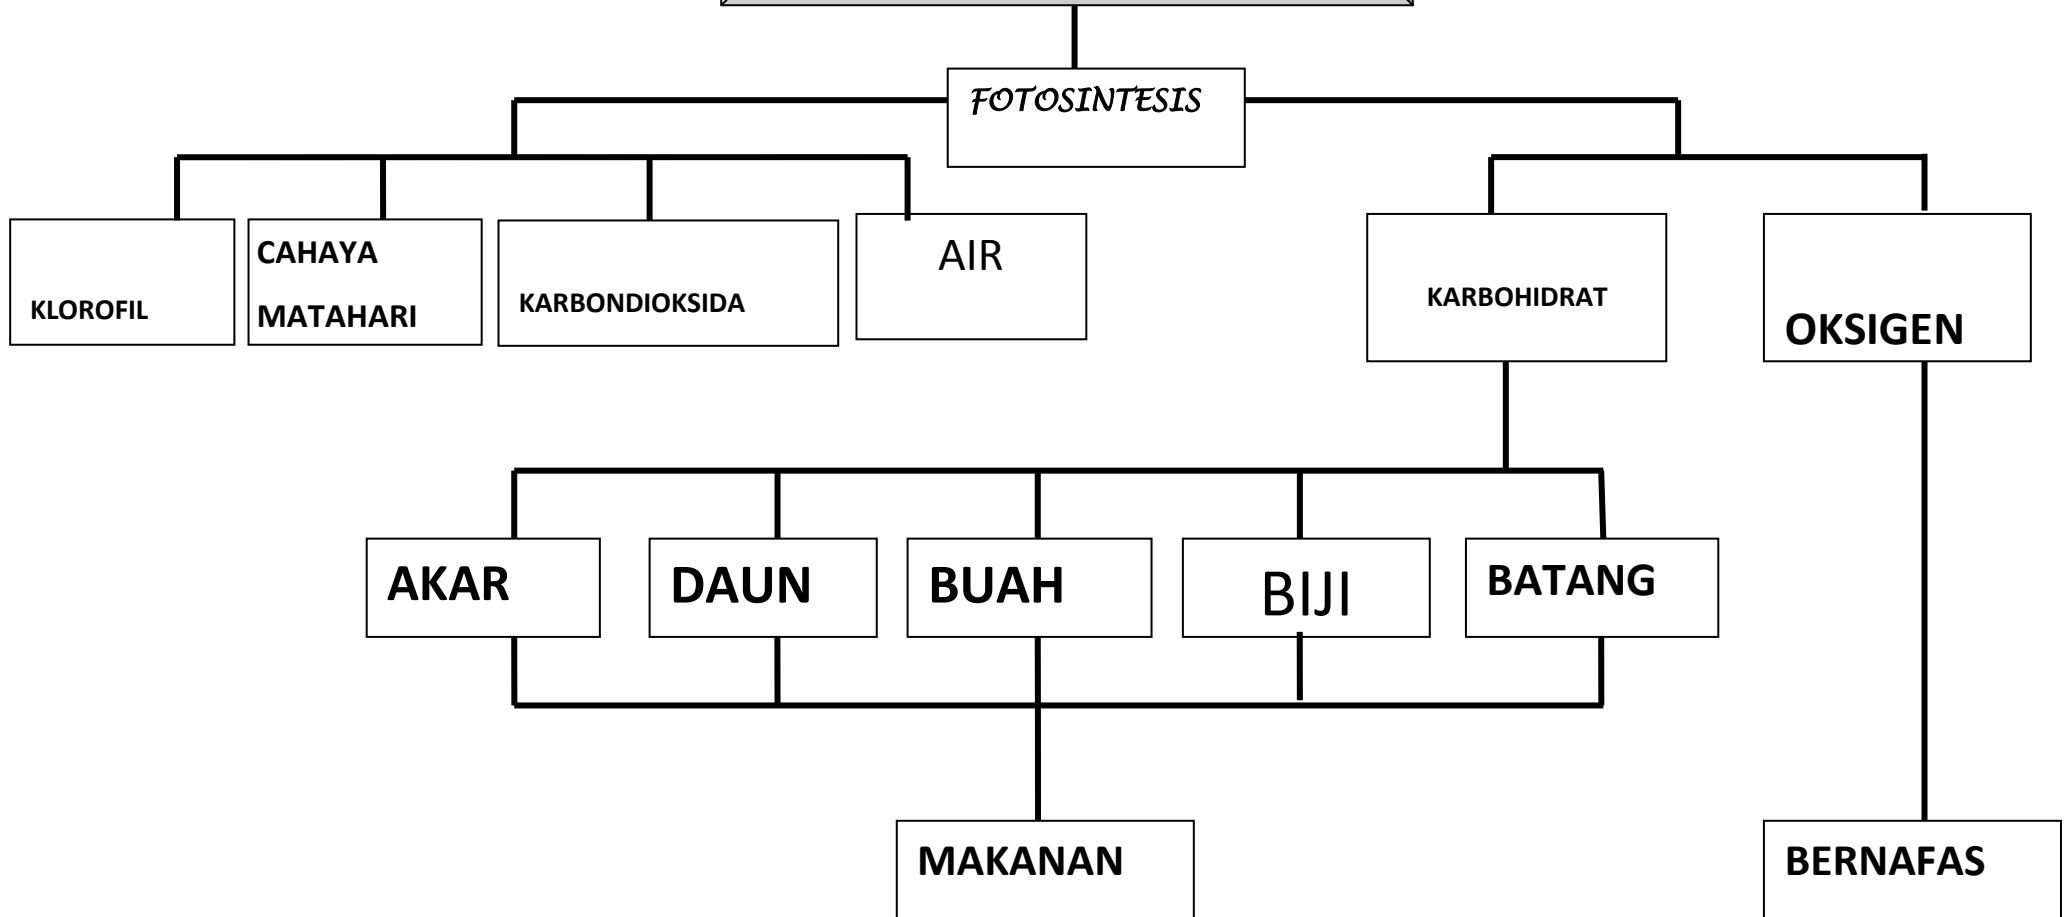 FOTOSINTESIS
KLOROFIL
CAHAYA
MATAHARI
KARBONDIOKSIDA
AIR
KARBOHIDRAT
OKSIGEN
AKAR
DAUN
BUAH
BIJI
BATANG
MAKANAN
BERNAFAS